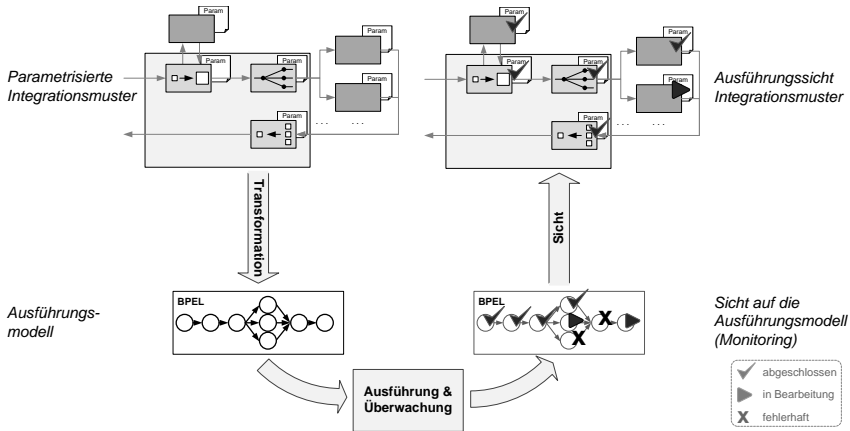 Param
Param
Param
Param
Param
Param
Param
Param
Param
Param
Param
Param
Parametrisierte
Integrationsmuster
Ausführungssicht
Integrationsmuster
... ...
... ...
Transformation
Sicht
BPEL
BPEL
Ausführungs-
modell
Sicht auf die
Ausführungsmodell
(Monitoring)
Ausführung &
Überwachung
abgeschlossen
in Bearbeitung
X fehlerhaft